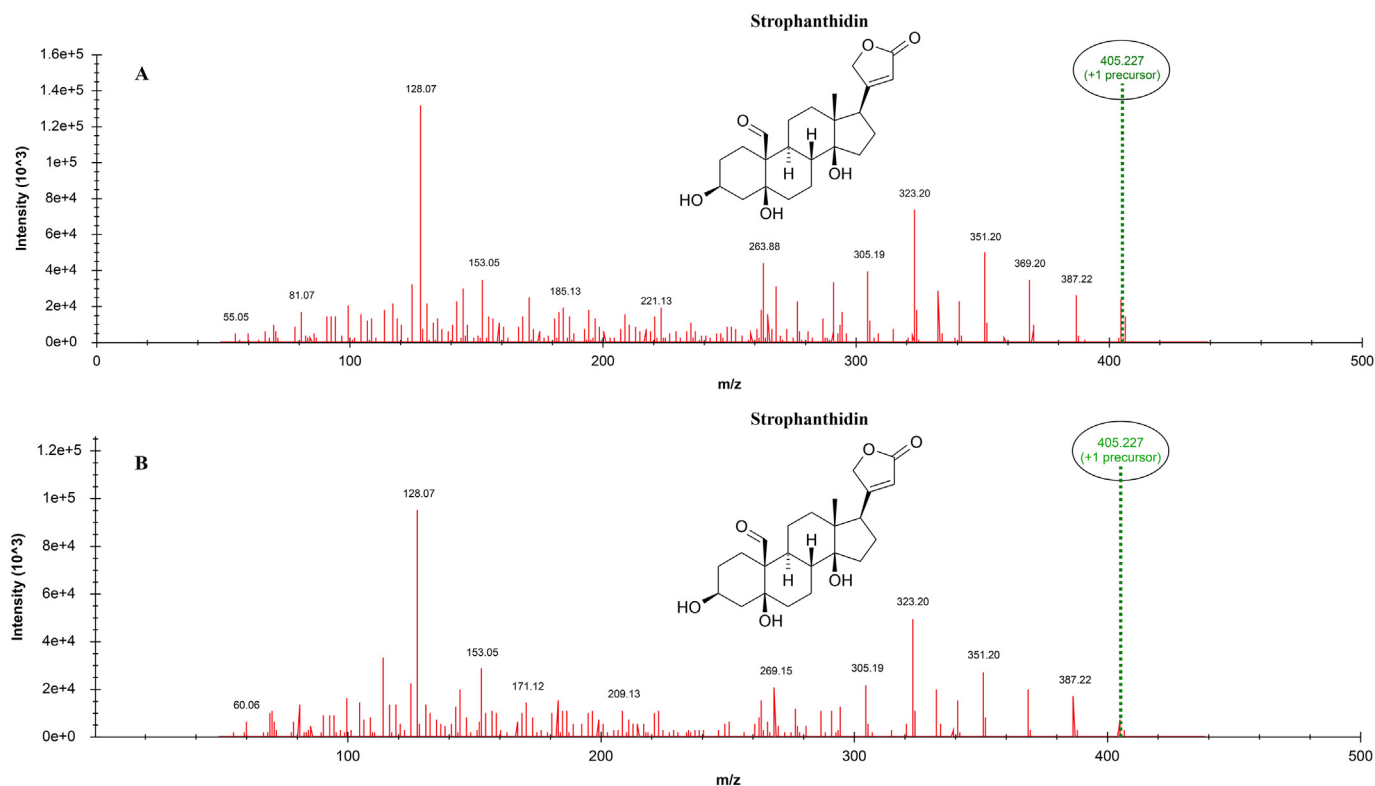 Strophanthidin
A
405.227
(+1 precursor)
Intensity (10^3)
1.6e+5
1.4e+5
1.2e+5
1e+5
8e+4
6e+4
4e+4
2e+4
0e+0
55.05
81.07
128.07
153.05
185.13
221.13
263.88
305.19
323.20
351.20
369.20
387.22
O
O
O
H
H
OH
HO
OH
0
100
200
300
400
500
m/z
Strophanthidin
B
405.227
(+1 precursor)
Intensity (10^3)
1.2e+5
1e+5
8e+4
6e+4
4e+4
2e+4
0e+0
60.06
128.07
153.05
171.12
209.13
269.15
305.19
323.20
351.20
387.22
O
O
O
H
H
OH
HO
OH
0
100
200
300
400
500
m/z